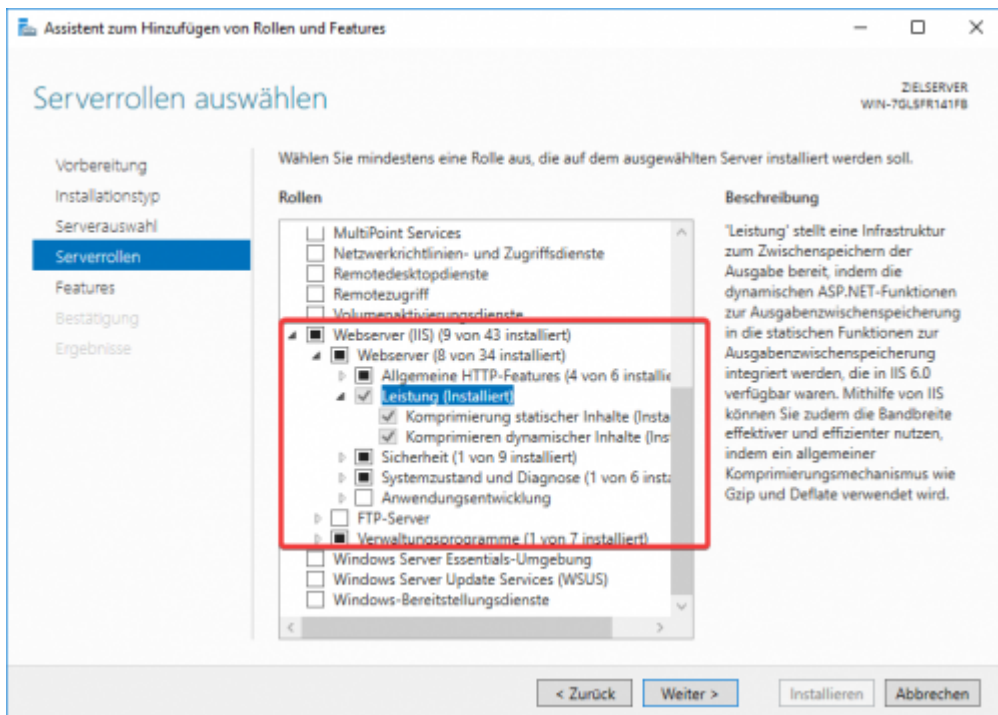 Assistent zum Hinzufügen von Rollen und Features
Serverrollen auswählen
ZIELSERVER
WIN-7GLSFR141FB
Vorbereitung
Installationstyp
Serverauswahl
Serverrollen
Features
Bestätigung
Ergebnisse
Wählen Sie mindestens eine Rolle aus, die auf dem ausgewählten Server installiert werden soll.
Rollen
MultiPoint Services
Netzwerkrichtlinien- und Zugriffsdienste
Remotedesktopdienste
Remotezugriff
Volumenaktivierungsdienste
Webserver (IIS) (9 von 43 installiert)
Webserver (8 von 34 installiert)
Allgemeine HTTP-Features (4 von 6 installie
Leistung (Installiert)
Komprimierung statischer Inhalte (Insta
Komprimieren dynamischer Inhalte (Ins
Sicherheit (1 von 9 installiert)
Systemzustand und Diagnose (1 von 6 insta
Anwendungsentwicklung
FTP-Server
Verwaltungsprogramme (1 von 7 installiert)
Windows Server Essentials-Umgebung
Windows Server Update Services (WSUS)
Windows-Bereitstellungsdienste
Beschreibung
'Leistung' stellt eine Infrastruktur
zum Zwischenspeichern der
Ausgabe bereit, indem die
dynamischen ASP.NET-Funktionen
zur Ausgabenzwischenspeicherung
in die statischen Funktionen zur
Ausgabenzwischenspeicherung
integriert werden, die in IIS 6.0
verfügbar waren. Mithilfe von IIS
können Sie zudem die Bandbreite
effektiver und effizienter nutzen,
indem ein allgemeiner
Komprimierungsmechanismus wie
Gzip und Deflate verwendet wird.
< Zurück
Weiter >
Installieren
Abbrechen